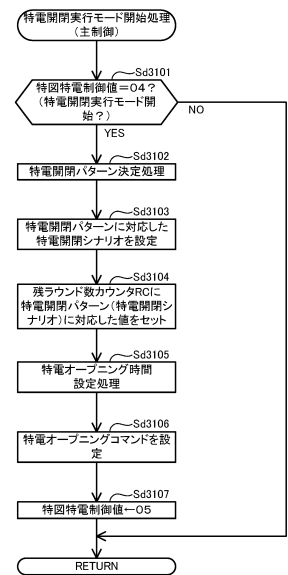 特電開閉実行モード開始処理
(主制御)
Sd3101
特図特電制御値=04?
(特電開閉実行モード開
始?)
NO
YES
Sd3102
特電開閉パターン決定処理
Sd3103
特電開閉パターンに対応した
特電開閉シナリオを設定
Sd3104
残ラウンド数カウンタRCに
特電開閉パターン(特電開閉シ
ナリオ)に対応した値をセット
Sd3105
特電オープニング時間
設定処理
Sd3106
特電オープニングコマンドを設
定
Sd3107
特図特電制御値←05
RETURN